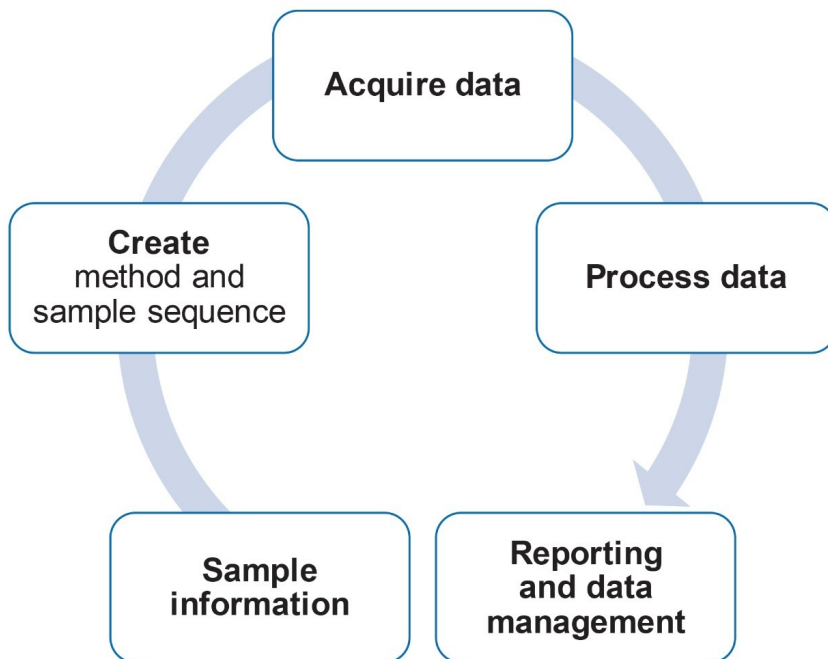 Acquire data
Create
method and
sample sequence
Process data
Sample
information
Reporting
and data
management